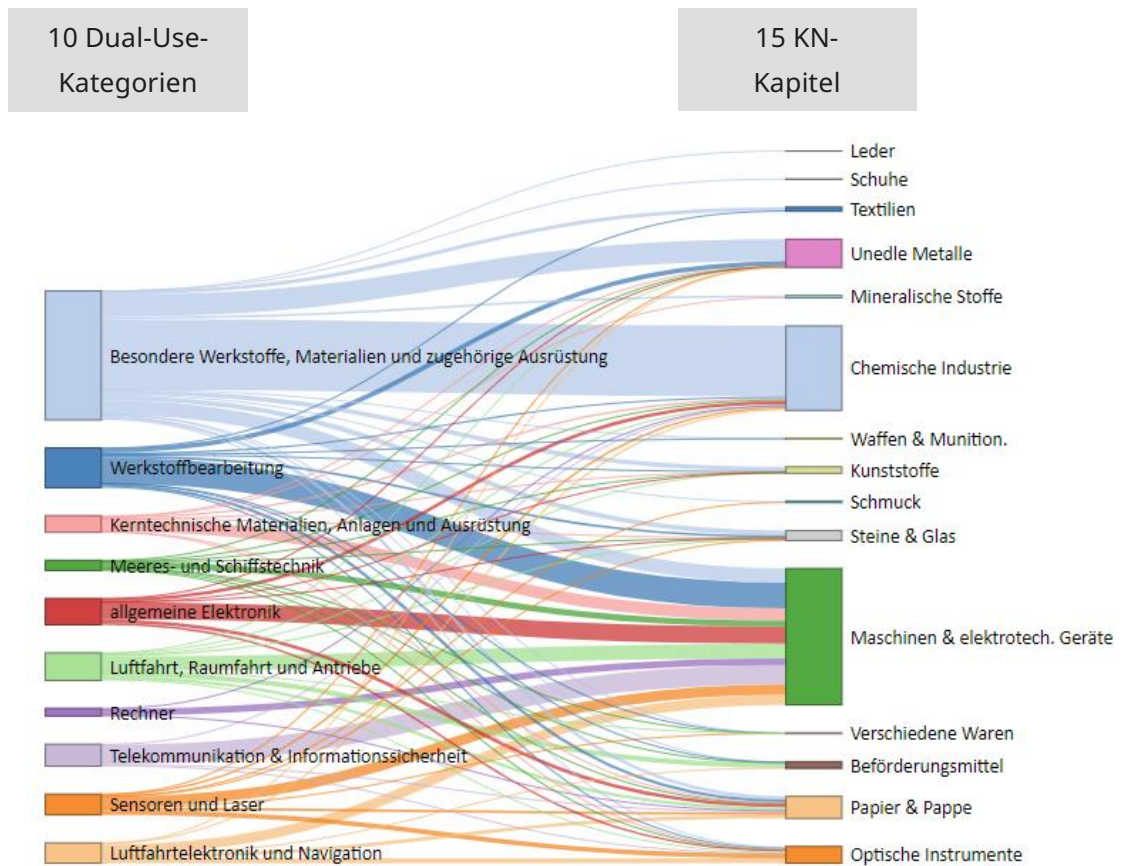 10 Dual-Use-
Kategorien
15 KN-
Kapitel
Besondere Werkstoffe, Materialien und zugehörige Ausrüstung
Werkstoffbearbeitung
Kerntechnische Materialien, Anlagen und Ausrüstung
Meeres- und Schiffstechnik
allgemeine Elektronik
Luftfahrt, Raumfahrt und Antriebe
Rechner
Telekommunikation & Informationssicherheit
Sensoren und Laser
Luftfahrtelektronik und Navigation
Leder
Schuhe
Textilien
Unedle Metalle
Mineralische Stoffe
Chemische Industrie
Waffen & Munition.
Kunststoffe
Schmuck
Steine & Glas
Maschinen & elektrotech. Geräte
Verschiedene Waren
Beförderungsmittel
Papier & Pappe
Optische Instrumente